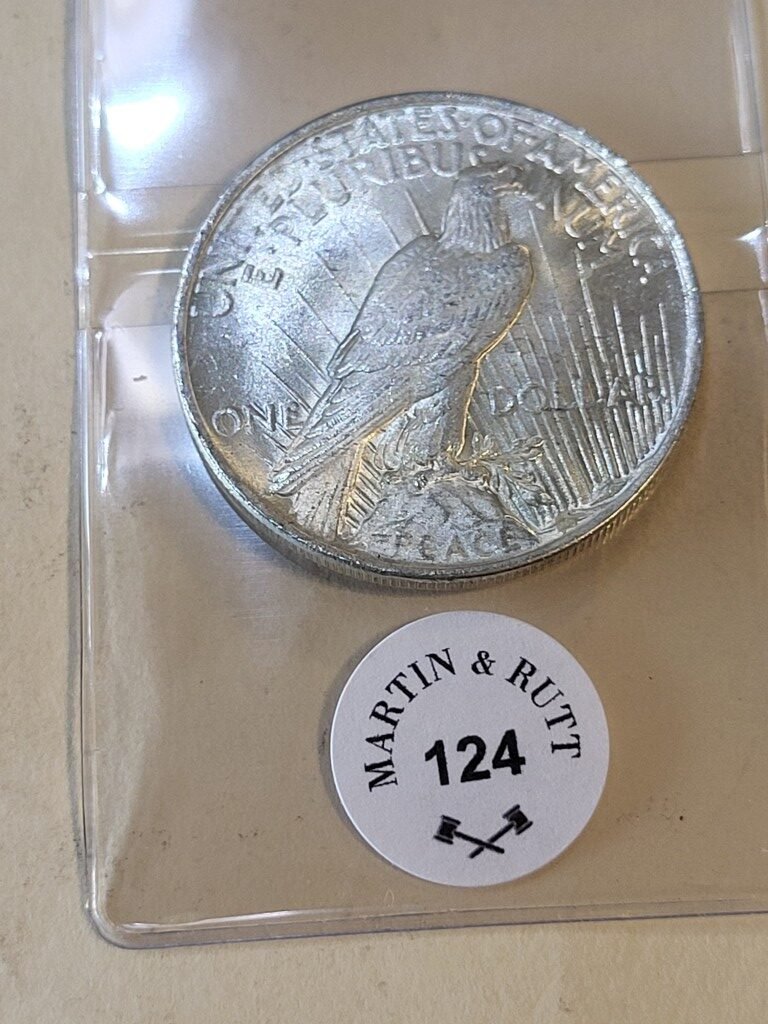 UNITED·STATES·OF·AMERICA
E·PLURIBUS UNUM
ONE DOLLAR
PEACE
MARTIN & RUTT
124